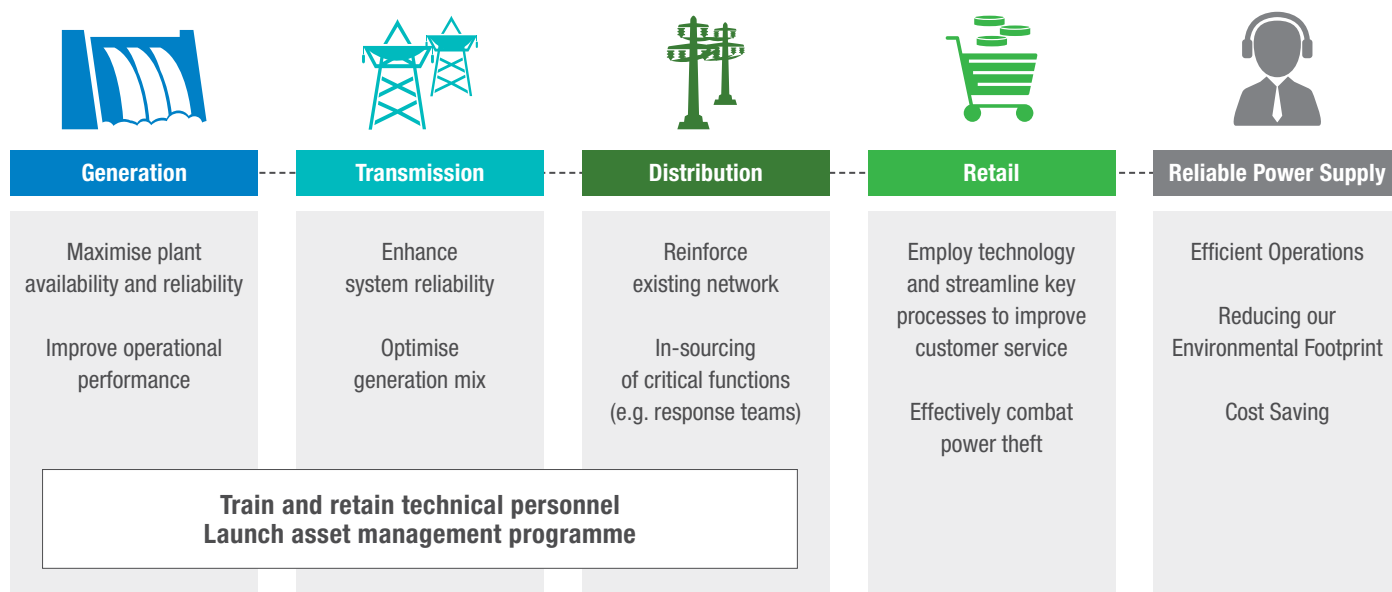 Generation
Transmission
Distribution
Retail
Reliable Power Supply
Maximise plant
availability and reliability
Improve operational
performance
Enhance
system reliability
Optimise
generation mix
Reinforce
existing network
In-sourcing
of critical functions
(e.g. response teams)
Employ technology
and streamline key
processes to improve
customer service
Effectively combat
power theft
Efficient Operations
Reducing our
Environmental Footprint
Cost Saving
Train and retain technical personnel
Launch asset management programme